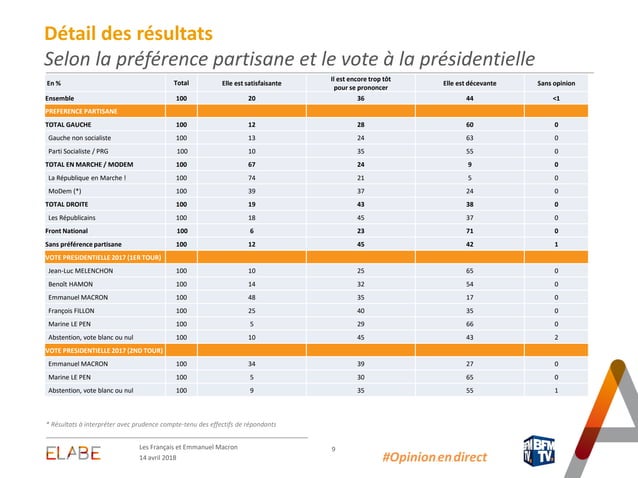 Détail des résultats
Selon la préférence partisane et le vote à la présidentielle
En % Total Elle est satisfaisante Il est encore trop tôt pour se prononcer Elle est décevante Sans opinion
Ensemble 100 20 36 44 <1
PREFERENCE PARTISANE
TOTAL GAUCHE 100 12 28 60 0
Gauche non socialiste 100 13 24 63 0
Parti Socialiste / PRG 100 10 35 55 0
TOTAL EN MARCHE / MODEM 100 67 24 9 0
La République en Marche ! 100 74 21 5 0
MoDem (*) 100 39 37 24 0
TOTAL DROITE 100 19 43 38 0
Les Républicains 100 18 45 37 0
Front National 100 6 23 71 0
Sans préférence partisane 100 12 45 42 1
VOTE PRESIDENTIELLE 2017 (1ER TOUR)
Jean-Luc MELENCHON 100 10 25 65 0
Benoît HAMON 100 14 32 54 0
Emmanuel MACRON 100 48 35 17 0
François FILLON 100 25 40 35 0
Marine LE PEN 100 5 29 66 0
Abstention, vote blanc ou nul 100 10 45 43 2
VOTE PRESIDENTIELLE 2017 (2ND TOUR)
Emmanuel MACRON 100 34 39 27 0
Marine LE PEN 100 5 30 65 0
Abstention, vote blanc ou nul 100 9 35 55 1
* Résultats à interpréter avec prudence compte-tenu des effectifs de répondants
ELABE
Les Français et Emmanuel Macron
14 avril 2018
9
#Opinionendirect
BFM
TV.